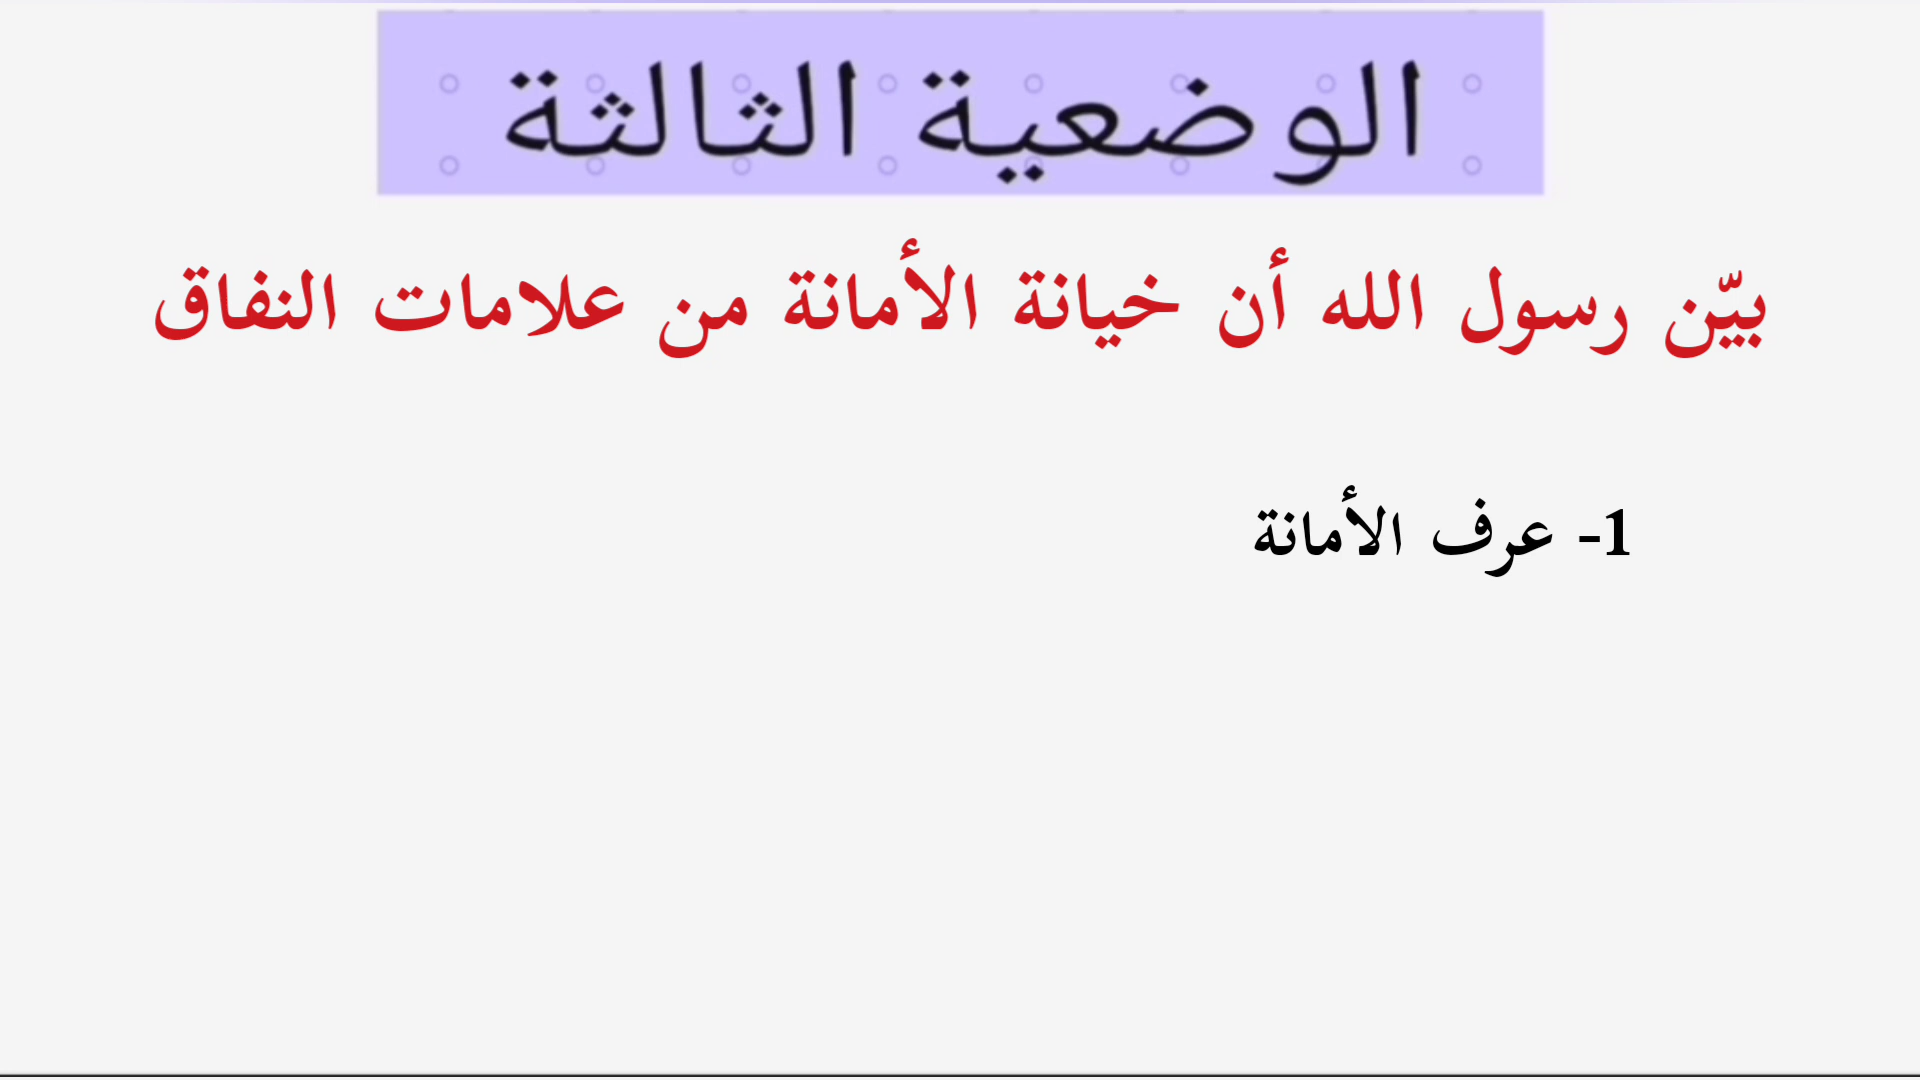 الوضعية الثالثة
بيّن رسول الله أن خيانة الأمانة من علامات النفاق
1- عرف الأمانة